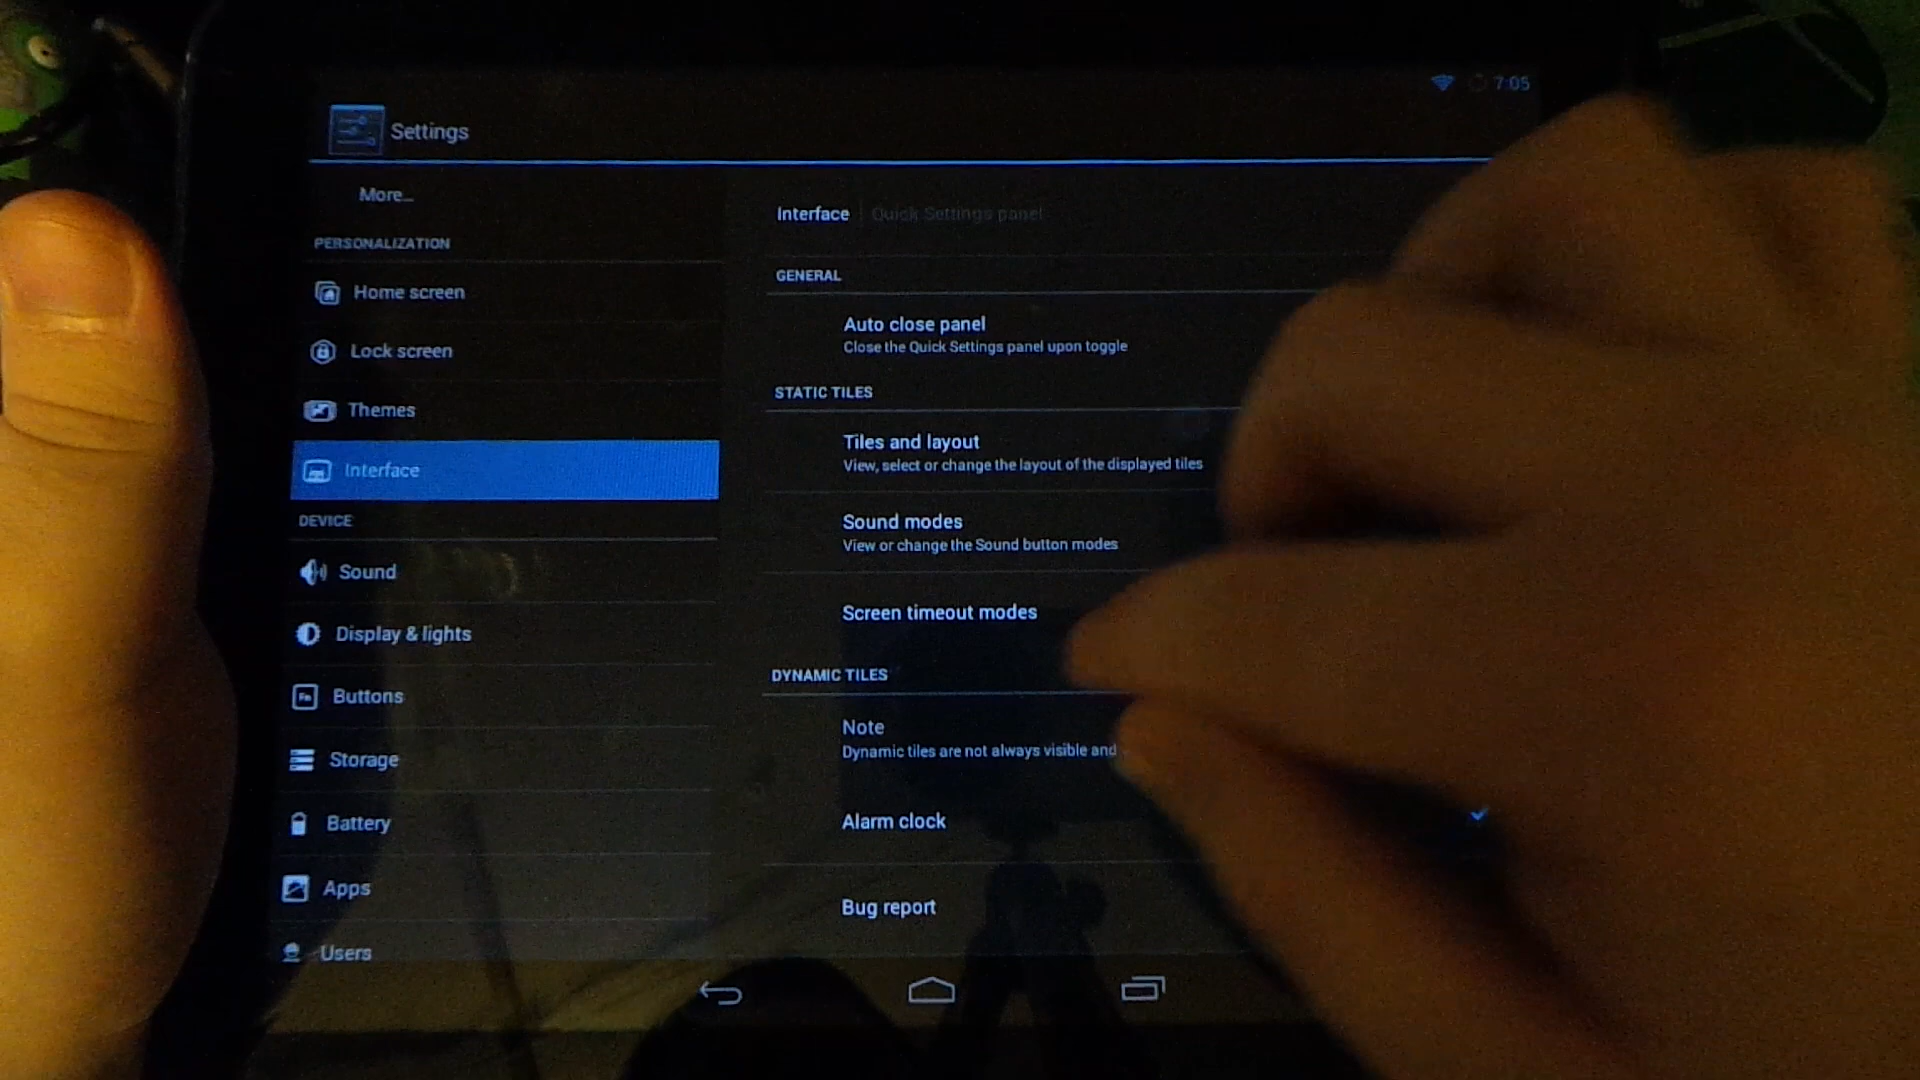 7:05
Settings
More...
PERSONALIZATION
Home screen
Lock screen
Themes
Interface
DEVICE
Sound
Display & lights
Buttons
Storage
Battery
Apps
Users
Interface Quick Settings panel
GENERAL
Auto close panel
Close the Quick Settings panel upon toggle
STATIC TILES
Tiles and layout
View, select or change the layout of the displayed tiles
Sound modes
View or change the Sound button modes
Screen timeout modes
DYNAMIC TILES
Note
Dynamic tiles are not always visible and
Alarm clock
Bug report